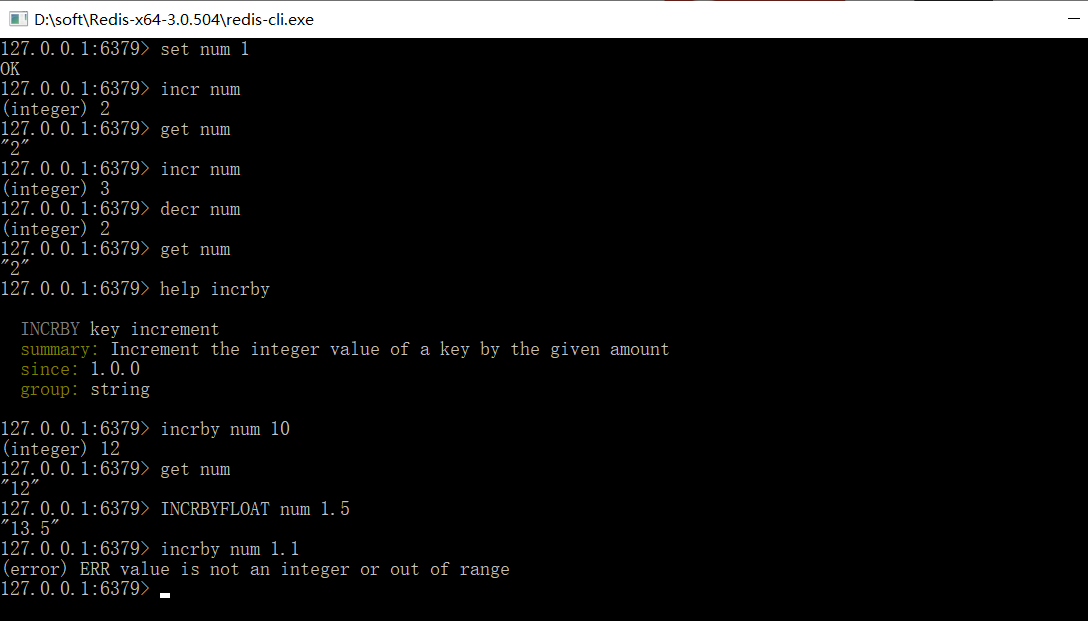 D:\soft\Redis-x64-3.0.504\redis-cli.exe
127.0.0.1:6379> set num 1
OK
127.0.0.1:6379> incr num
(integer) 2
127.0.0.1:6379> get num
"2"
127.0.0.1:6379> incr num
(integer) 3
127.0.0.1:6379> decr num
(integer) 2
127.0.0.1:6379> get num
"2"
127.0.0.1:6379> help incrby
INCRBY key increment
summary: Increment the integer value of a key by the given amount
since: 1.0.0
group: string
127.0.0.1:6379> incrby num 10
(integer) 12
127.0.0.1:6379> get num
"12"
127.0.0.1:6379> INCRBYFLOAT num 1.5
"13.5"
127.0.0.1:6379> incrby num 1.1
(error) ERR value is not an integer or out of range
127.0.0.1:6379>